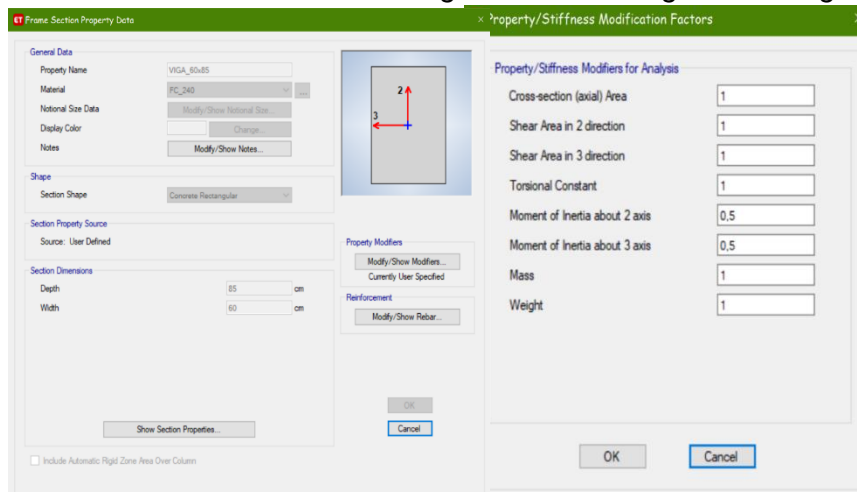 ET Frame Section Property Data
General Data
Property Name VIGA_60x85
Material FC_240 ...
Notional Size Data Modify/Show Notional Size...
Display Color Change...
Notes Modify/Show Notes...
2
3
Shape
Section Shape Concrete Rectangular
Section Property Source
Source: User Defined
Section Dimensions
Depth 85 cm
Width 60 cm
Property Modifiers
Modify/Show Modifiers...
Currently User Specified
Reinforcement
Modify/Show Rebar...
OK
Cancel
Show Section Properties...
Include Automatic Rigid Zone Area Over Column
Property/Stiffness Modification Factors
Property/Stiffness Modifiers for Analysis
Cross-section (axial) Area 1
Shear Area in 2 direction 1
Shear Area in 3 direction 1
Torsional Constant 1
Moment of Inertia about 2 axis 0,5
Moment of Inertia about 3 axis 0,5
Mass 1
Weight 1
OK Cancel